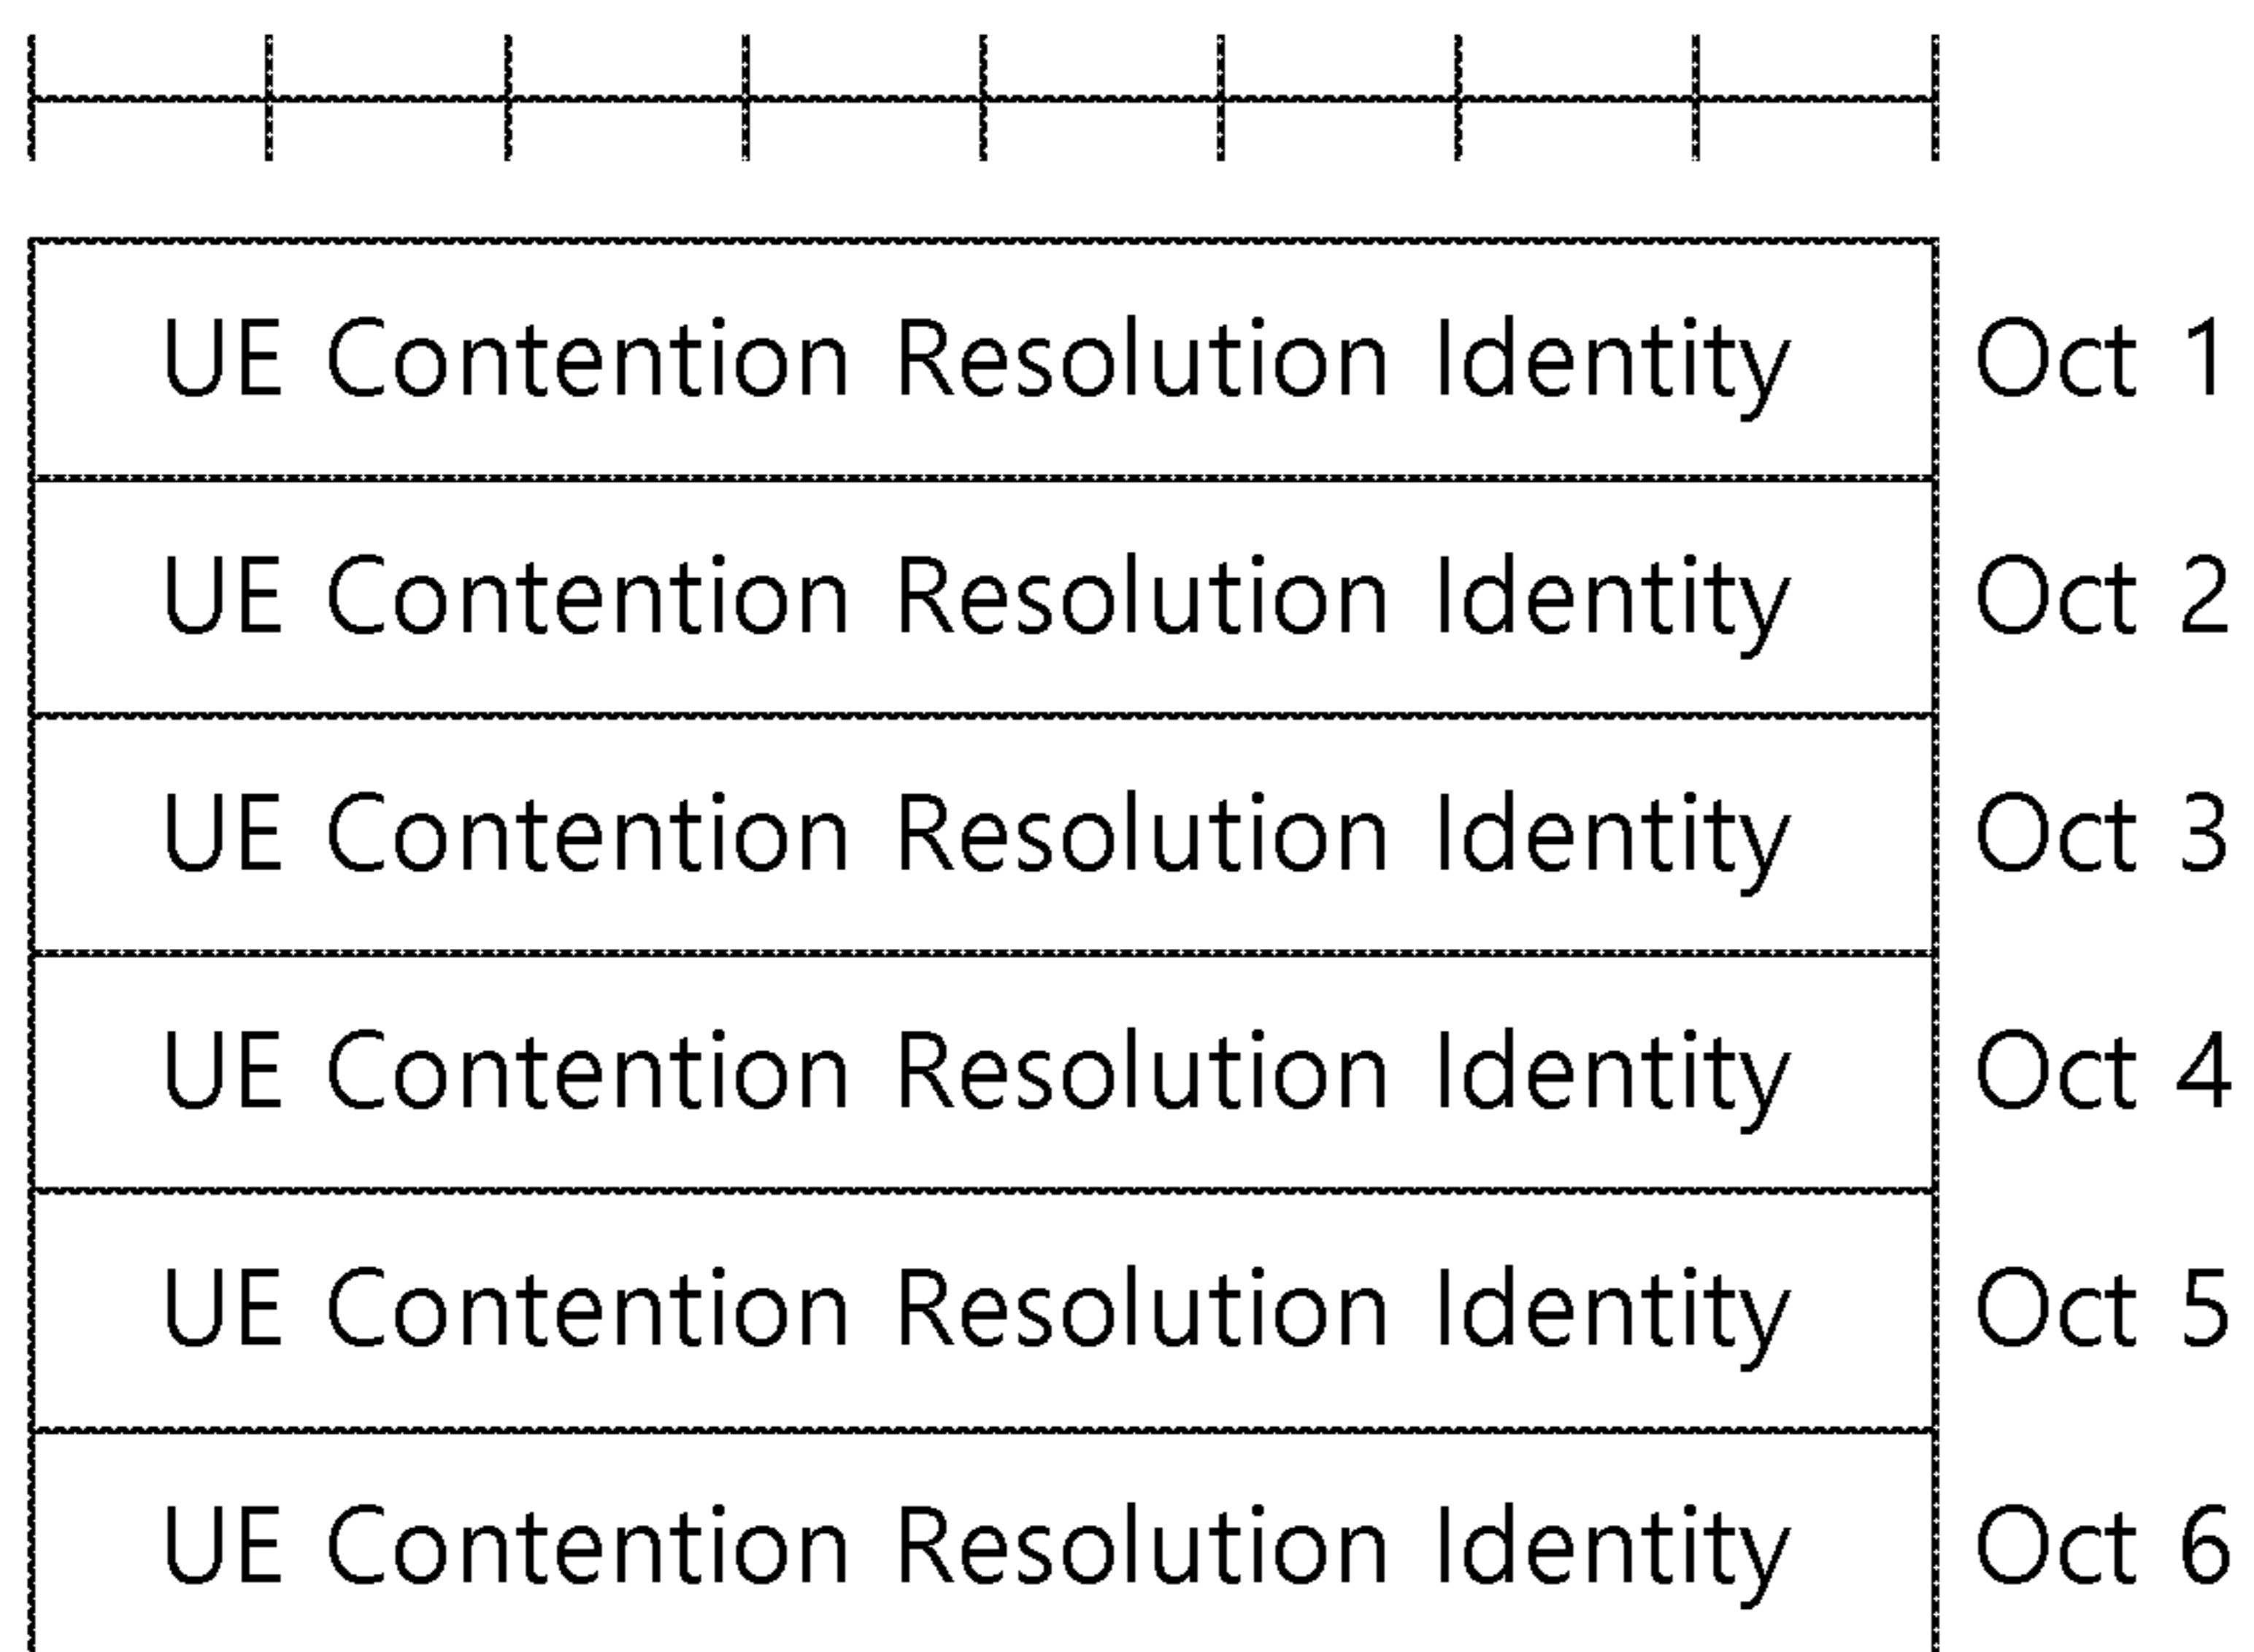 UE Contention Resolution Identity Oct 1
UE Contention Resolution Identity Oct 2
UE Contention Resolution Identity Oct 3
UE Contention Resolution Identity Oct 4
UE Contention Resolution Identity Oct 5
UE Contention Resolution Identity Oct 6